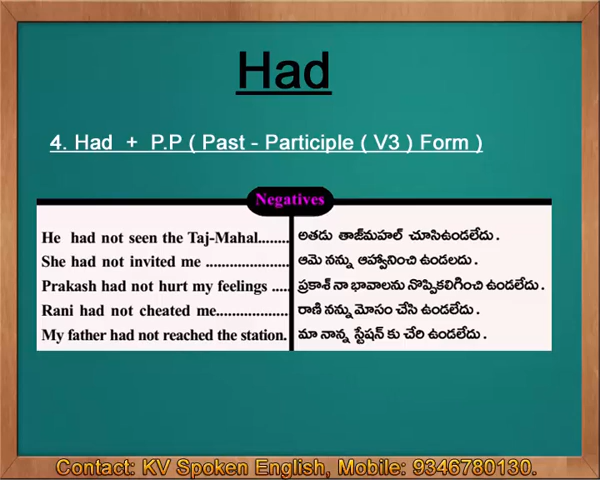 Had
4. Had + P.P ( Past - Participle ( V3 ) Form )
Negatives
He had not seen the Taj-Mahal........ అతడు తాజ్‌మహల్ చూసిఉండలేదు.
She had not invited me .................... ఆమె నన్ను ఆహ్వానించి ఉండలదు.
Prakash had not hurt my feelings ..... ప్రకాశ్ నా భావాలను నొప్పికలిగించి ఉండలేదు.
Rani had not cheated me.................. రాణి నన్ను మోసం చేసి ఉండలేదు.
My father had not reached the station. మా నాన్న స్టేషన్ కు చేరి ఉండలేదు.
Contact: KV Spoken English, Mobile: 9346780130.